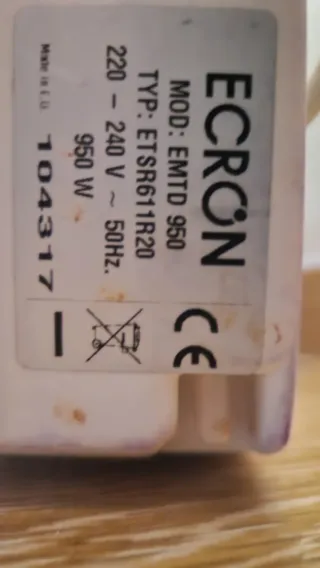 ECRON
MOD: EMTD 950
TYP: ETSR611R20
220 - 240 V ~ 50Hz.
950 W
Made in E.U.
104317
CE